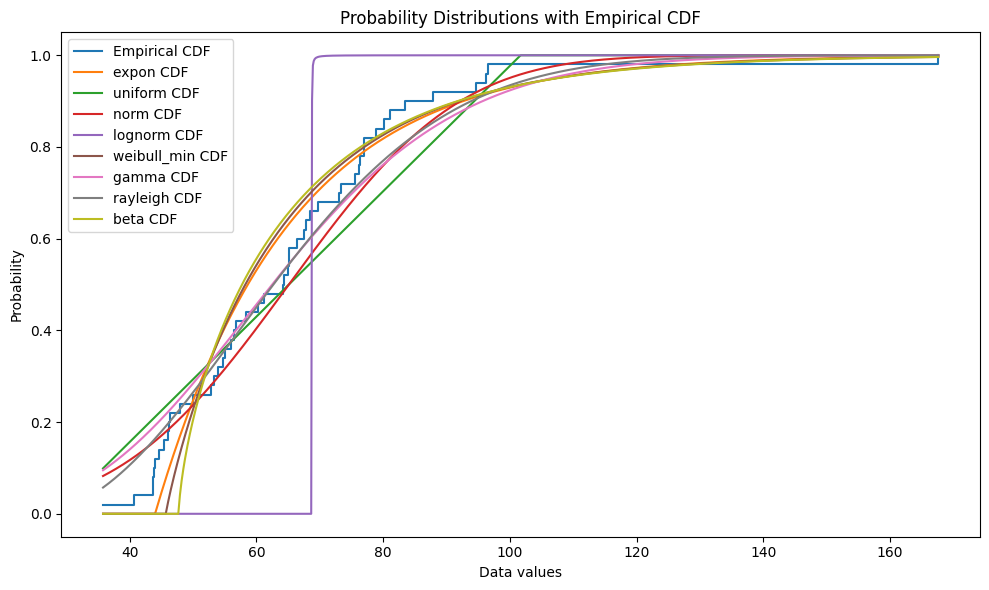 Probability Distributions with Empirical CDF
Empirical CDF
expon CDF
uniform CDF
norm CDF
lognorm CDF
weibull_min CDF
gamma CDF
rayleigh CDF
beta CDF
Probability
1.0
0.8
0.6
0.4
0.2
0.0
40 60 80 100 120 140 160
Data values